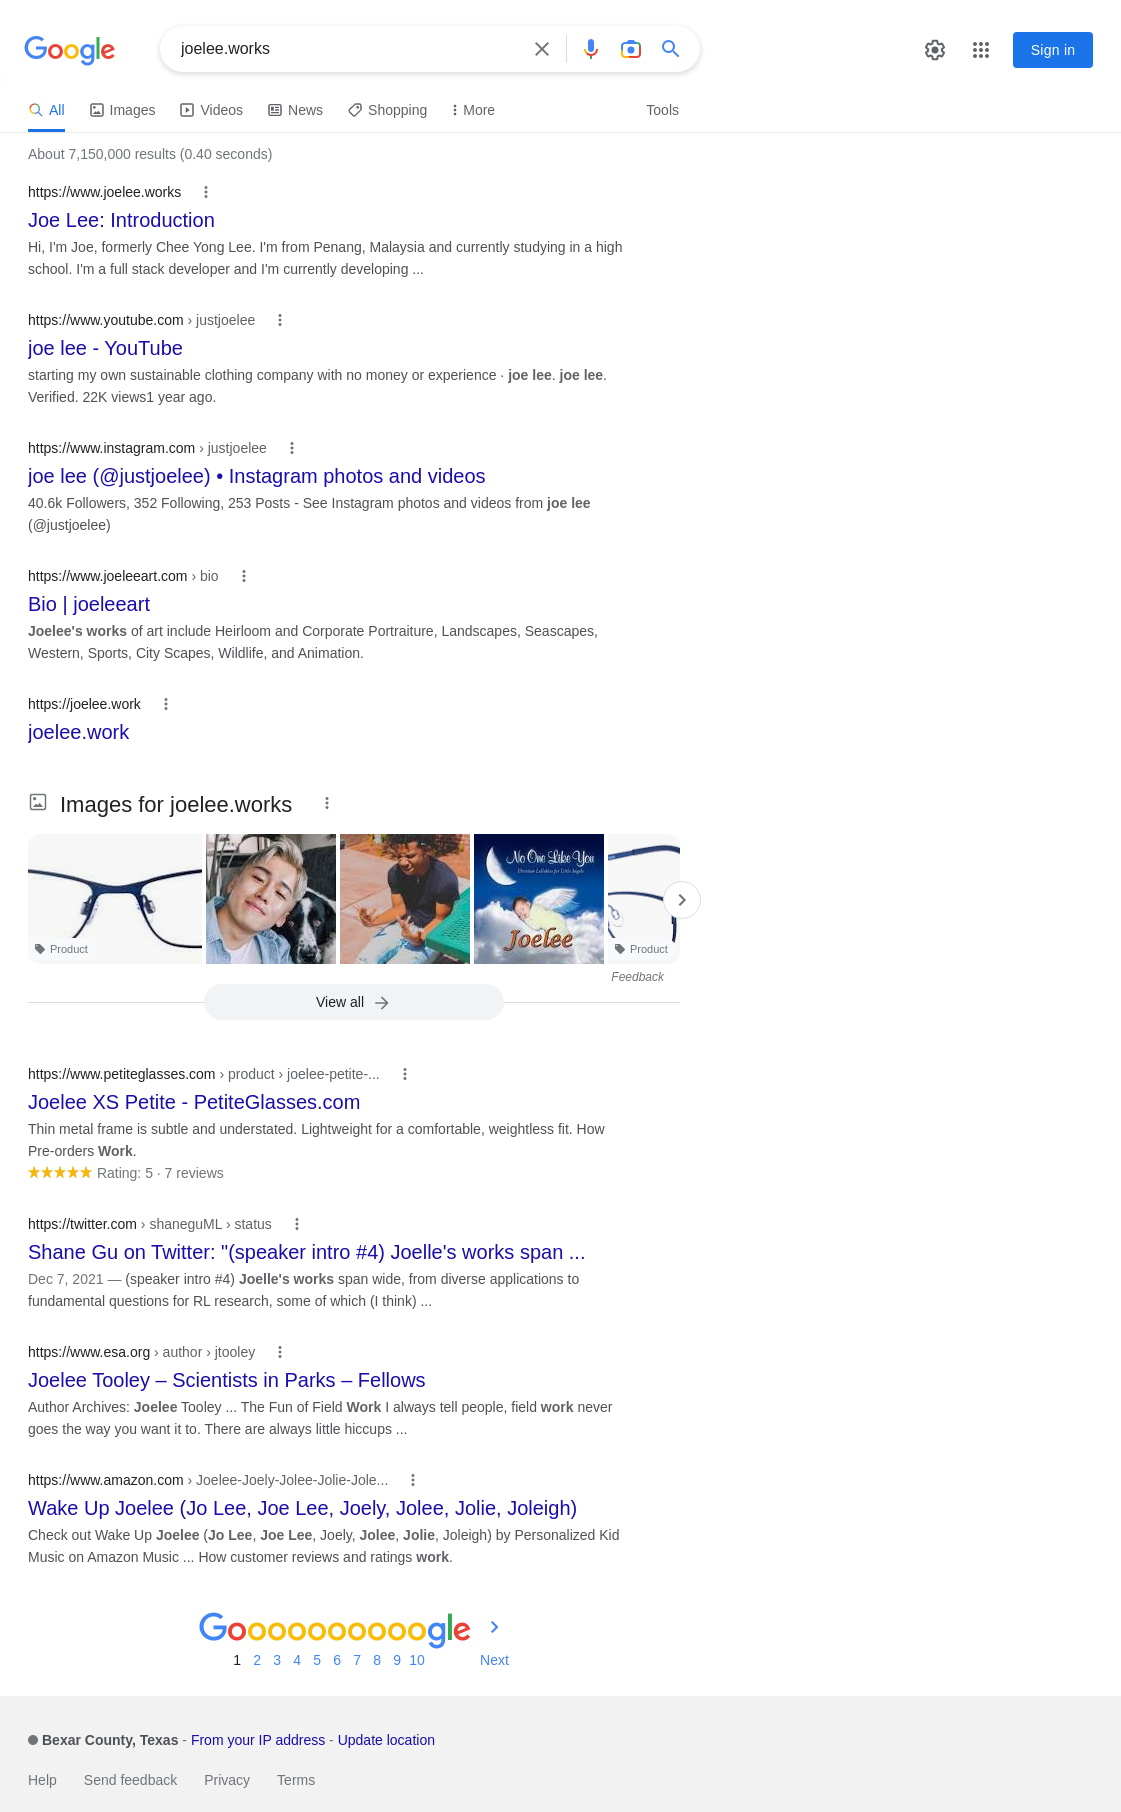 Google
joelee.works
Sign in
All Images Videos News Shopping More Tools
About 7,150,000 results (0.40 seconds)
https://www.joelee.works
Joe Lee: Introduction
Hi, I'm Joe, formerly Chee Yong Lee. I'm from Penang, Malaysia and currently studying in a high
school. I'm a full stack developer and I'm currently developing ...
https://www.youtube.com › justjoelee
joe lee - YouTube
starting my own sustainable clothing company with no money or experience · joe lee. joe lee.
Verified. 22K views1 year ago.
https://www.instagram.com › justjoelee
joe lee (@justjoelee) • Instagram photos and videos
40.6k Followers, 352 Following, 253 Posts - See Instagram photos and videos from joe lee
(@justjoelee)
https://www.joeleeart.com › bio
Bio | joeleeart
Joelee's works of art include Heirloom and Corporate Portraiture, Landscapes, Seascapes,
Western, Sports, City Scapes, Wildlife, and Animation.
https://joelee.work
joelee.work
Images for joelee.works
No One Like You
Christian Lullabies for Little Angels
Joelee
Product
Product
Feedback
View all
https://www.petiteglasses.com › product › joelee-petite-...
Joelee XS Petite - PetiteGlasses.com
Thin metal frame is subtle and understated. Lightweight for a comfortable, weightless fit. How
Pre-orders Work.
Rating: 5 · 7 reviews
https://twitter.com › shaneguML › status
Shane Gu on Twitter: "(speaker intro #4) Joelle's works span ...
Dec 7, 2021 — (speaker intro #4) Joelle's works span wide, from diverse applications to
fundamental questions for RL research, some of which (I think) ...
https://www.esa.org › author › jtooley
Joelee Tooley – Scientists in Parks – Fellows
Author Archives: Joelee Tooley ... The Fun of Field Work I always tell people, field work never
goes the way you want it to. There are always little hiccups ...
https://www.amazon.com › Joelee-Joely-Jolee-Jolie-Jole...
Wake Up Joelee (Jo Lee, Joe Lee, Joely, Jolee, Jolie, Joleigh)
Check out Wake Up Joelee (Jo Lee, Joe Lee, Joely, Jolee, Jolie, Joleigh) by Personalized Kid
Music on Amazon Music ... How customer reviews and ratings work.
Goooooooooogle
1 2 3 4 5 6 7 8 9 10 Next
Bexar County, Texas - From your IP address - Update location
Help Send feedback Privacy Terms